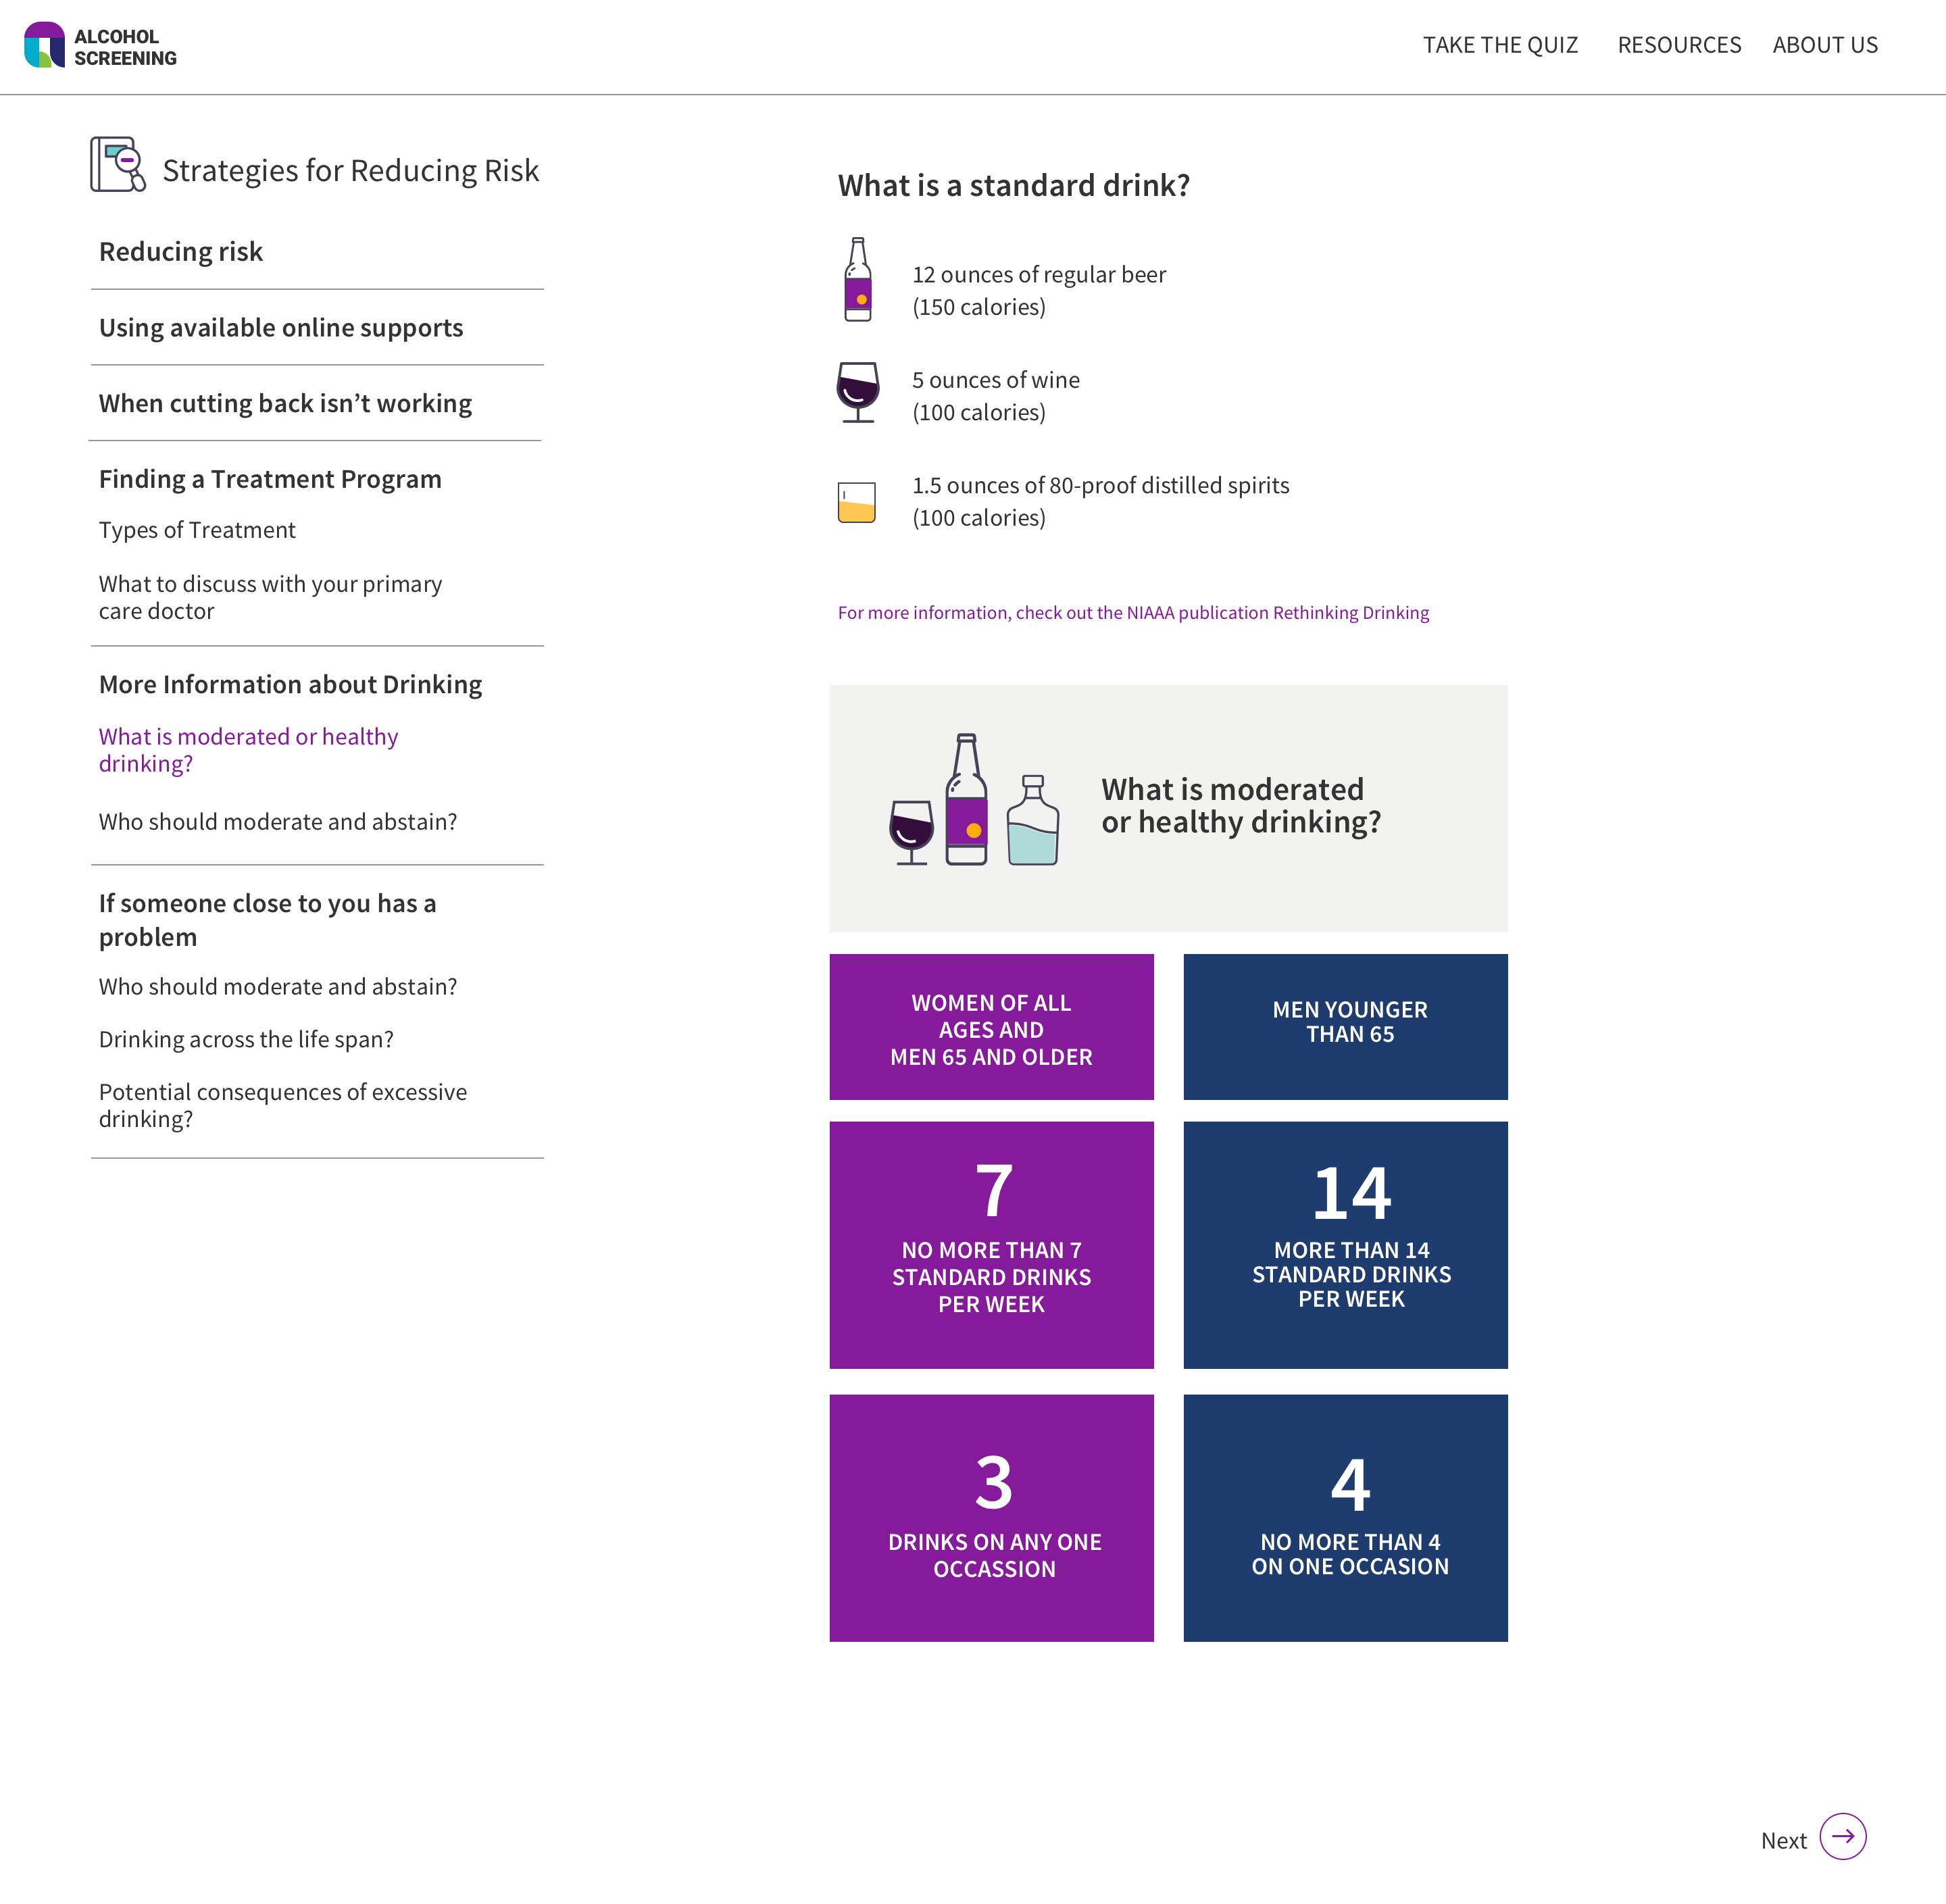 ALCOHOL
SCREENING
TAKE THE QUIZ
RESOURCES
ABOUT US
Strategies for Reducing Risk
Reducing risk
Using available online supports
When cutting back isn’t working
Finding a Treatment Program
Types of Treatment
What to discuss with your primary
care doctor
More Information about Drinking
What is moderated or healthy
drinking?
Who should moderate and abstain?
If someone close to you has a
problem
Who should moderate and abstain?
Drinking across the life span?
Potential consequences of excessive
drinking?
What is a standard drink?
12 ounces of regular beer
(150 calories)
5 ounces of wine
(100 calories)
1.5 ounces of 80-proof distilled spirits
(100 calories)
For more information, check out the NIAAA publication Rethinking Drinking
What is moderated
or healthy drinking?
WOMEN OF ALL
AGES AND
MEN 65 AND OLDER
MEN YOUNGER
THAN 65
7
NO MORE THAN 7
STANDARD DRINKS
PER WEEK
14
MORE THAN 14
STANDARD DRINKS
PER WEEK
3
DRINKS ON ANY ONE
OCCASSION
4
NO MORE THAN 4
ON ONE OCCASION
Next